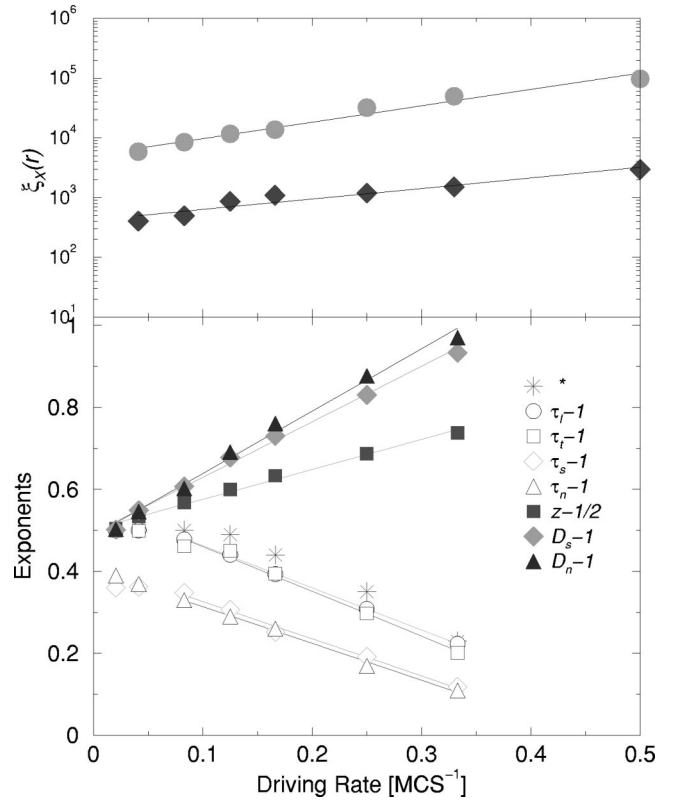 10⁶
10⁵
10⁴
10³
10²
10¹
ξ_X(r)
1
0.8
0.6
0.4
0.2
0
Exponents
*
τ_l−1
τ_t−1
τ_s−1
τ_n−1
z−1/2
D_s−1
D_n−1
0 0.1 0.2 0.3 0.4 0.5
Driving Rate [MCS⁻¹]